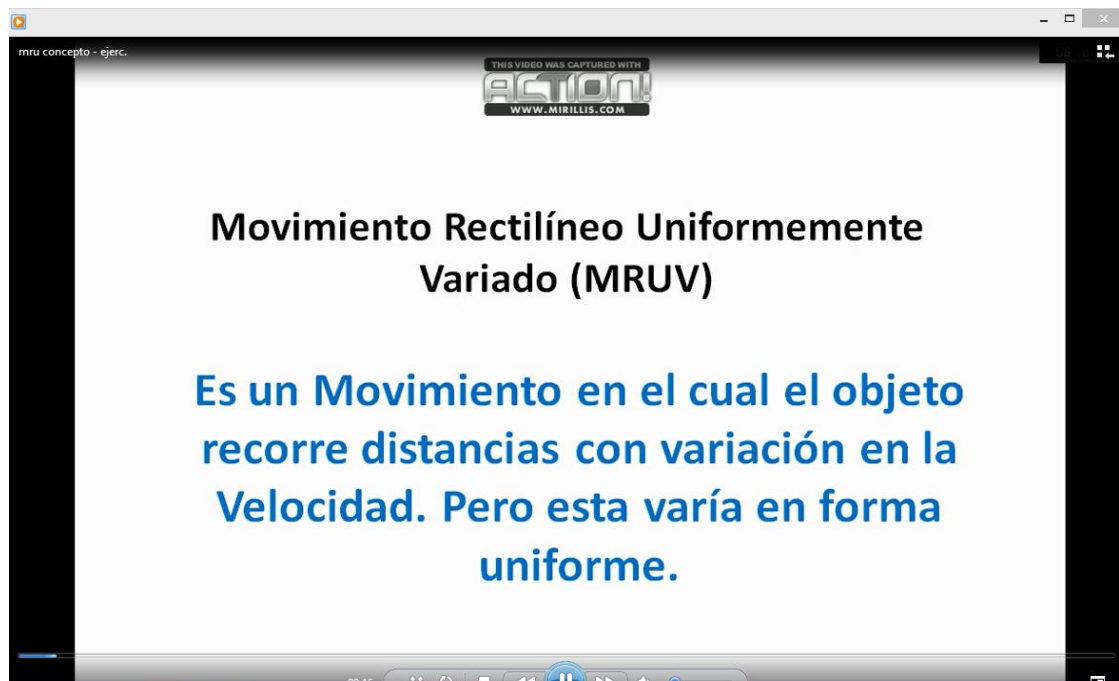 mru concepto - ejerc.
THIS VIDEO WAS CAPTURED WITH
ACTION!
WWW.MIRILLIS.COM
Movimiento Rectilíneo Uniformemente
Variado (MRUV)
Es un Movimiento en el cual el objeto
recorre distancias con variación en la
Velocidad. Pero esta varía en forma
uniforme.